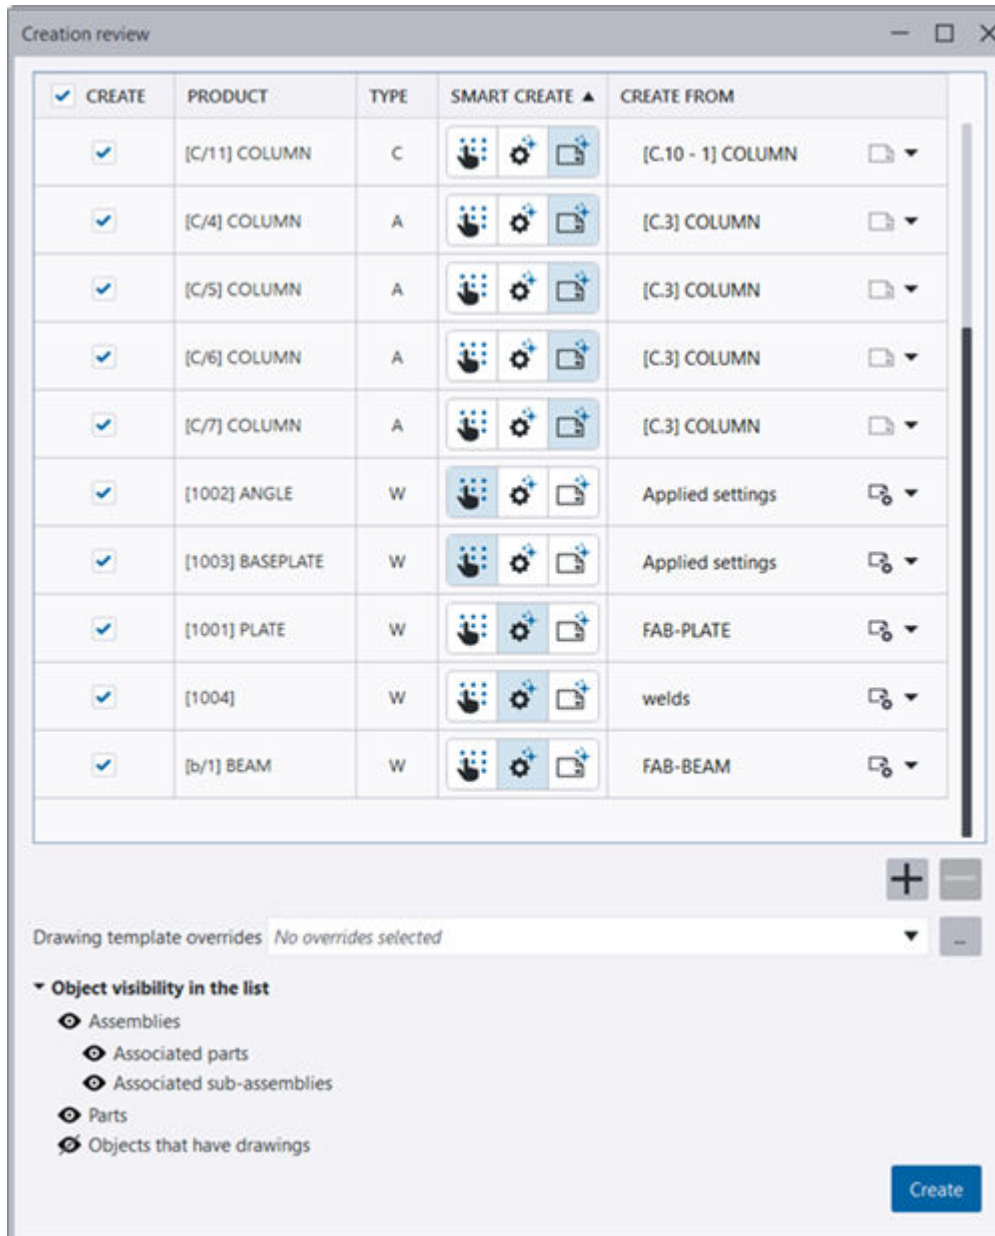 Creation review
CREATE PRODUCT TYPE SMART CREATE ▲ CREATE FROM
[C/11] COLUMN C [C.10 - 1] COLUMN
[C/4] COLUMN A [C.3] COLUMN
[C/5] COLUMN A [C.3] COLUMN
[C/6] COLUMN A [C.3] COLUMN
[C/7] COLUMN A [C.3] COLUMN
[1002] ANGLE W Applied settings
[1003] BASEPLATE W Applied settings
[1001] PLATE W FAB-PLATE
[1004] W welds
[b/1] BEAM W FAB-BEAM
Drawing template overrides No overrides selected ...
Object visibility in the list
Assemblies
Associated parts
Associated sub-assemblies
Parts
Objects that have drawings
Create